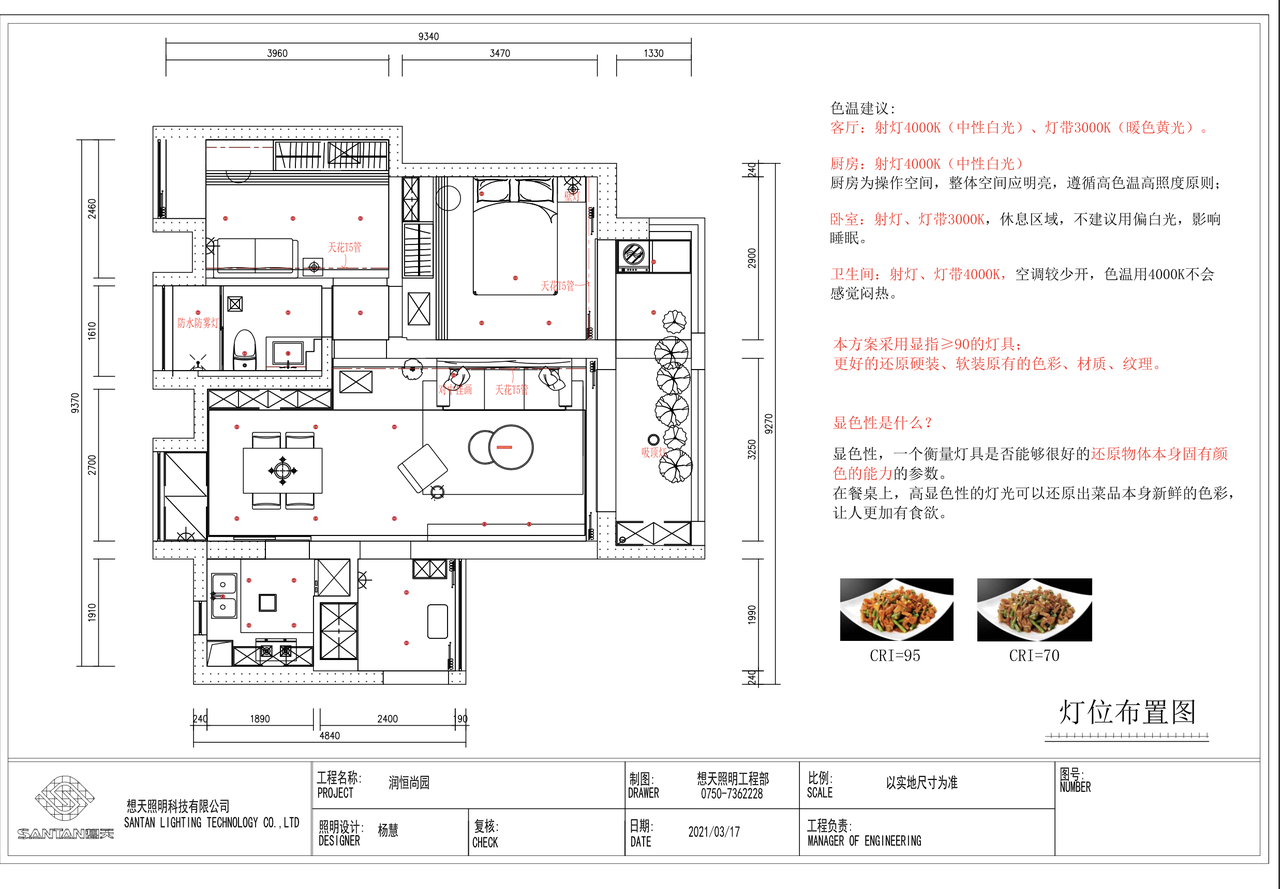 9340
3960
3470
1330
色温建议:
客厅: 射灯4000K (中性白光) 、灯带3000K (暖色黄光) 。
厨房: 射灯4000K (中性白光)
厨房为操作空间, 整体空间应明亮, 遵循高色温高照度原则;
卧室: 射灯、灯带3000K, 休息区域, 不建议用偏白光, 影响
睡眠。
卫生间: 射灯、灯带4000K, 空调较少开, 色温用4000K不会
感觉闷热。
本方案采用显指≥90的灯具;
更好的还原硬装、软装原有的色彩、材质、纹理。
显色性是什么?
显色性, 一个衡量灯具是否能够很好的还原物体本身固有颜
色的能力的参数。
在餐桌上, 高显色性的灯光可以还原出菜品本身新鲜的色彩,
让人更加有食欲。
CRI=95
CRI=70
2460
1610
9370
2700
1910
240
2900
9270
3250
1990
240
壁灯
天花T5管
天花T5管
防水防雾灯
天花T5管
吸顶灯
240
1890
2400
190
4840
灯位布置图
SANTAN想天
想天照明科技有限公司
SANTAN LIGHTING TECHNOLOGY CO.,LTD
工程名称:
PROJECT
润恒尚园
照明设计:
DESIGNER
杨慧
复核:
CHECK
制图:
DRAWER
想天照明工程部
0750-7362228
日期:
DATE
2021/03/17
比例:
SCALE
以实地尺寸为准
工程负责:
MANAGER OF ENGINEERING
图号:
NUMBER